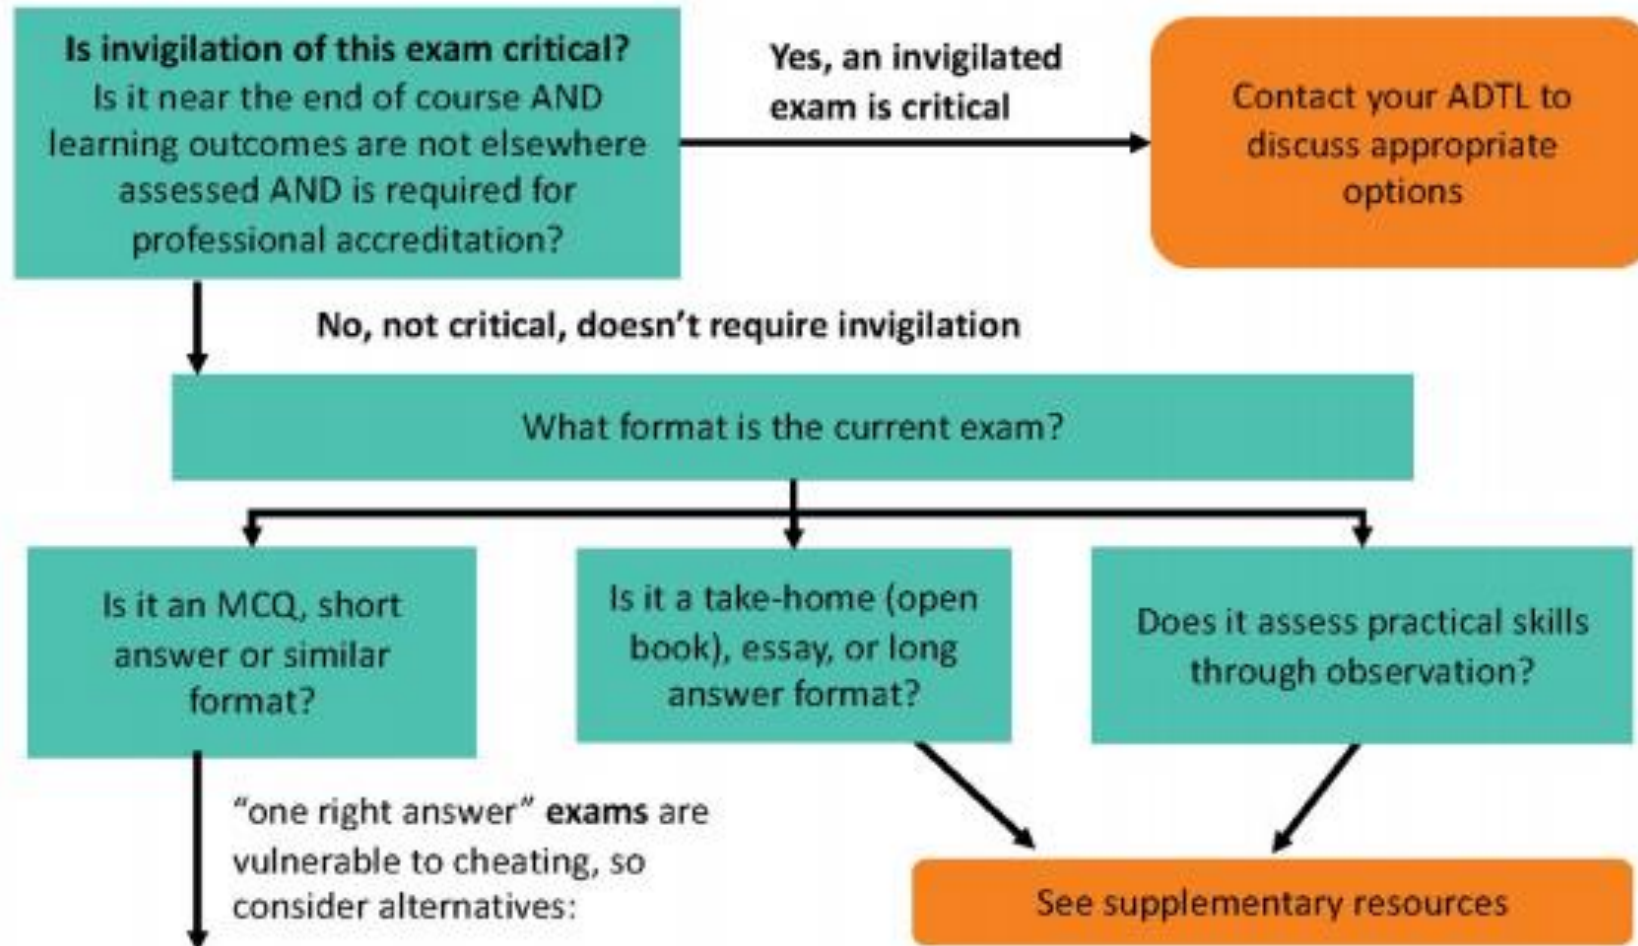 Is invigilation of this exam critical?
Is it near the end of course AND
learning outcomes are not elsewhere
assessed AND is required for
professional accreditation?
Yes, an invigilated
exam is critical
Contact your ADTL to
discuss appropriate
options
No, not critical, doesn’t require invigilation
What format is the current exam?
Is it an MCQ, short
answer or similar
format?
Is it a take-home (open
book), essay, or long
answer format?
Does it assess practical skills
through observation?
“one right answer” exams are
vulnerable to cheating, so
consider alternatives:
See supplementary resources